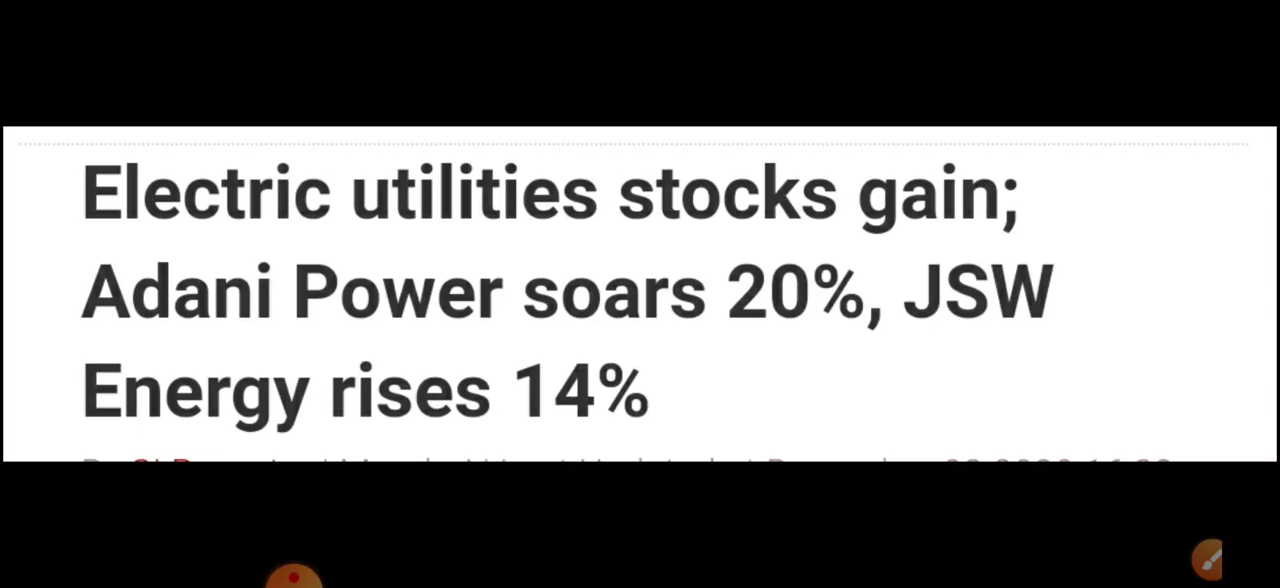 Electric utilities stocks gain;
Adani Power soars 20%, JSW
Energy rises 14%